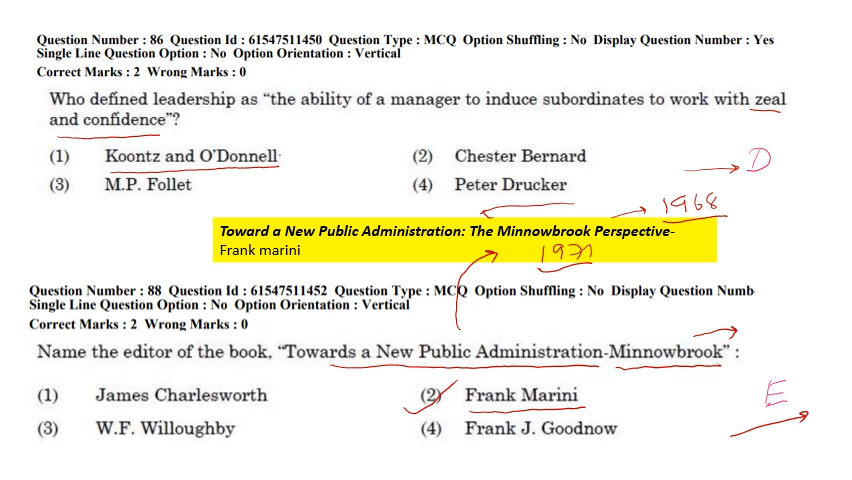 Question Number : 86 Question Id : 61547511450 Question Type : MCQ Option Shuffling : No Display Question Number : Yes
Single Line Question Option : No Option Orientation : Vertical
Correct Marks : 2 Wrong Marks : 0
Who defined leadership as “the ability of a manager to induce subordinates to work with zeal
and confidence”?
(1) Koontz and O’Donnell (2) Chester Bernard
D
(3) M.P. Follet (4) Peter Drucker
1968
Toward a New Public Administration: The Minnowbrook Perspective-
Frank marini
1971
Question Number : 88 Question Id : 61547511452 Question Type : MCQ Option Shuffling : No Display Question Numb
Single Line Question Option : No Option Orientation : Vertical
Correct Marks : 2 Wrong Marks : 0
Name the editor of the book, “Towards a New Public Administration-Minnowbrook” :
(1) James Charlesworth (2) Frank Marini
E
(3) W.F. Willoughby (4) Frank J. Goodnow